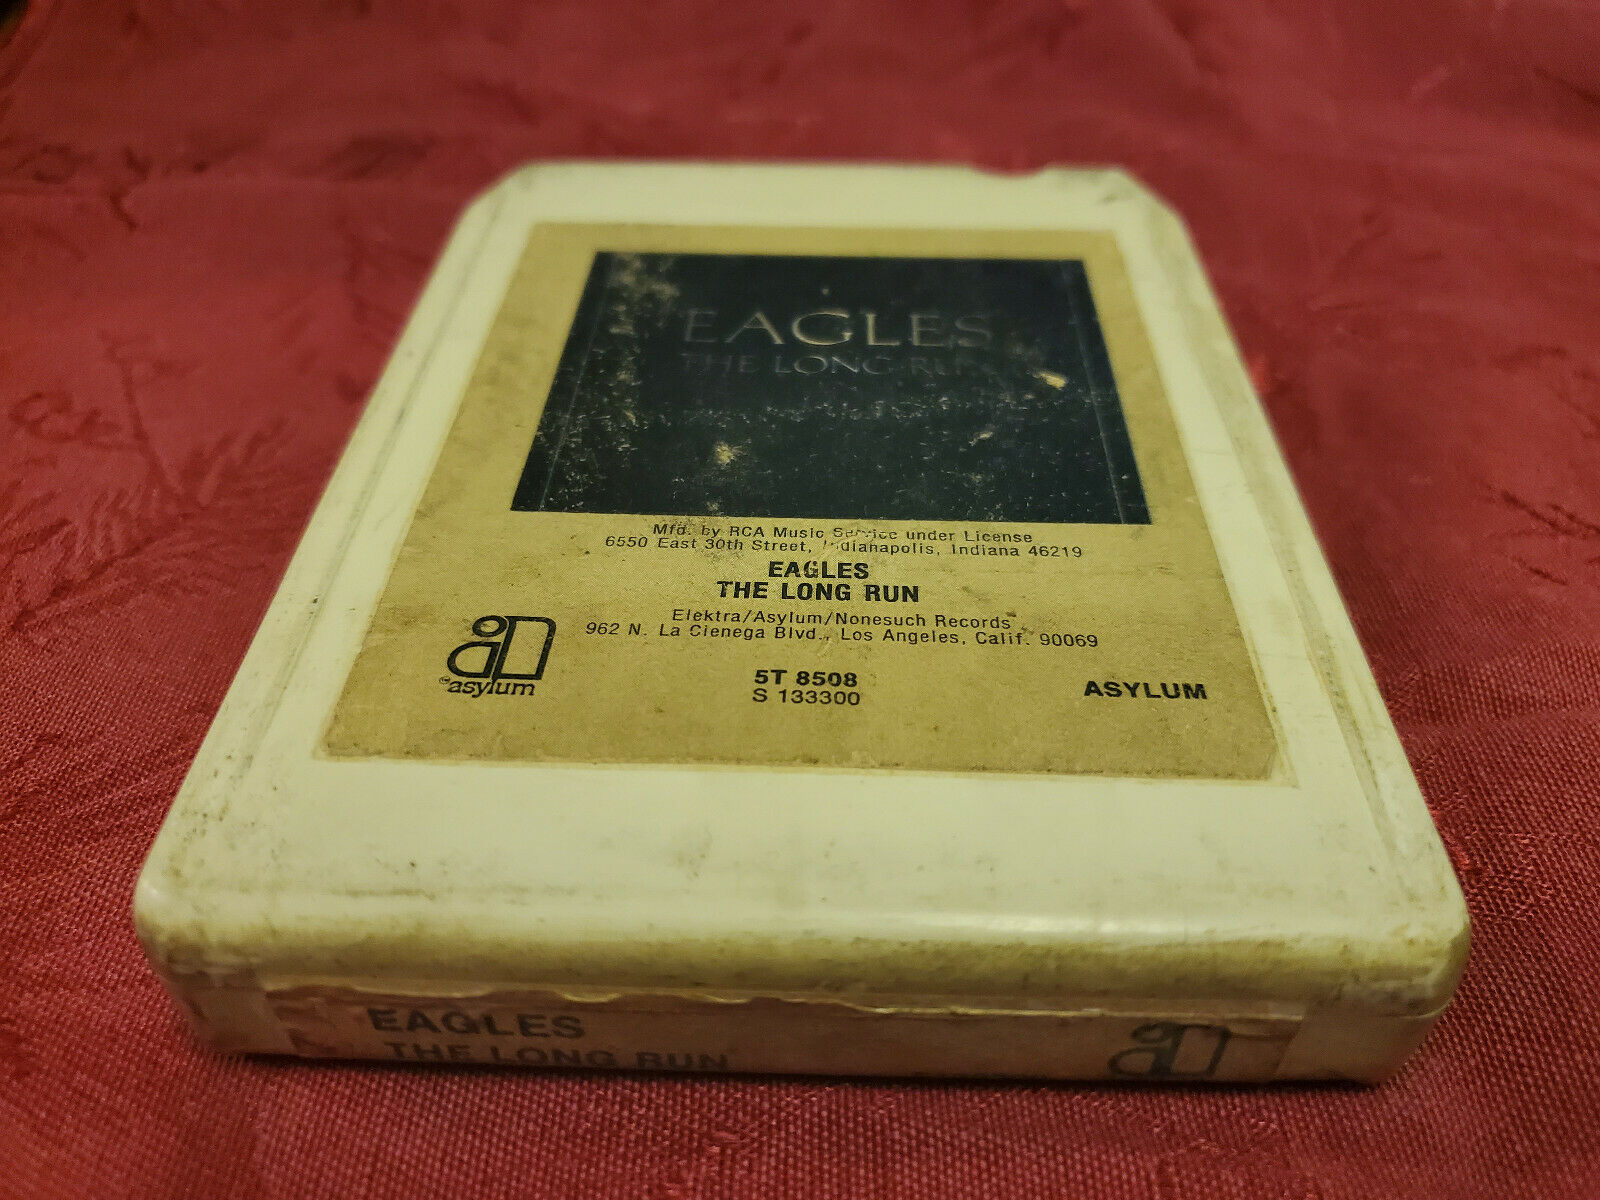 EAGLES
THE LONG RUN
Mfd. by RCA Music Service under License
6550 East 30th Street, Indianapolis, Indiana 46219
EAGLES
THE LONG RUN
Elektra/Asylum/Nonesuch Records
962 N. La Cienega Blvd., Los Angeles, Calif. 90069
asylum
5T 8508
S 133300
ASYLUM
EAGLES
THE LONG RUN